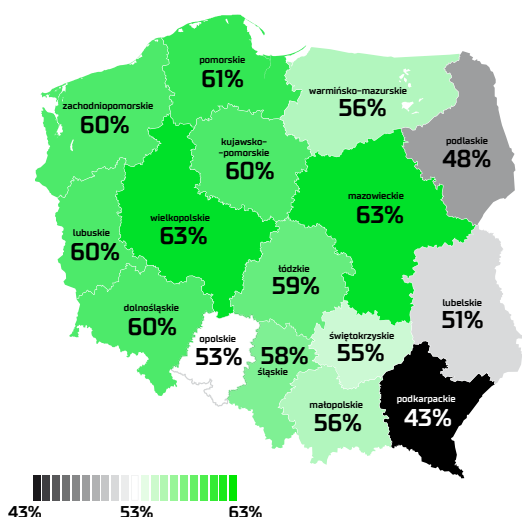 pomorskie
61%
warmińsko-mazurskie
56%
zachodniopomorskie
60%
podlaskie
48%
kujawsko-
-pomorskie
60%
mazowieckie
63%
wielkopolskie
63%
lubuskie
60%
łódzkie
59%
lubelskie
51%
dolnośląskie
60%
opolskie
53%
58%
śląskie
świętokrzyskie
55%
małopolskie
56%
podkarpackie
43%
43% 53% 63%